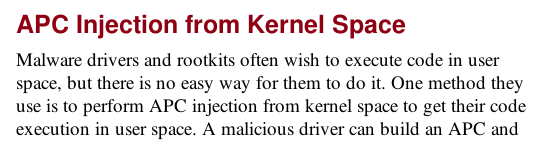 APC Injection from Kernel Space
Malware drivers and rootkits often wish to execute code in user
space, but there is no easy way for them to do it. One method they
use is to perform APC injection from kernel space to get their code
execution in user space. A malicious driver can build an APC and